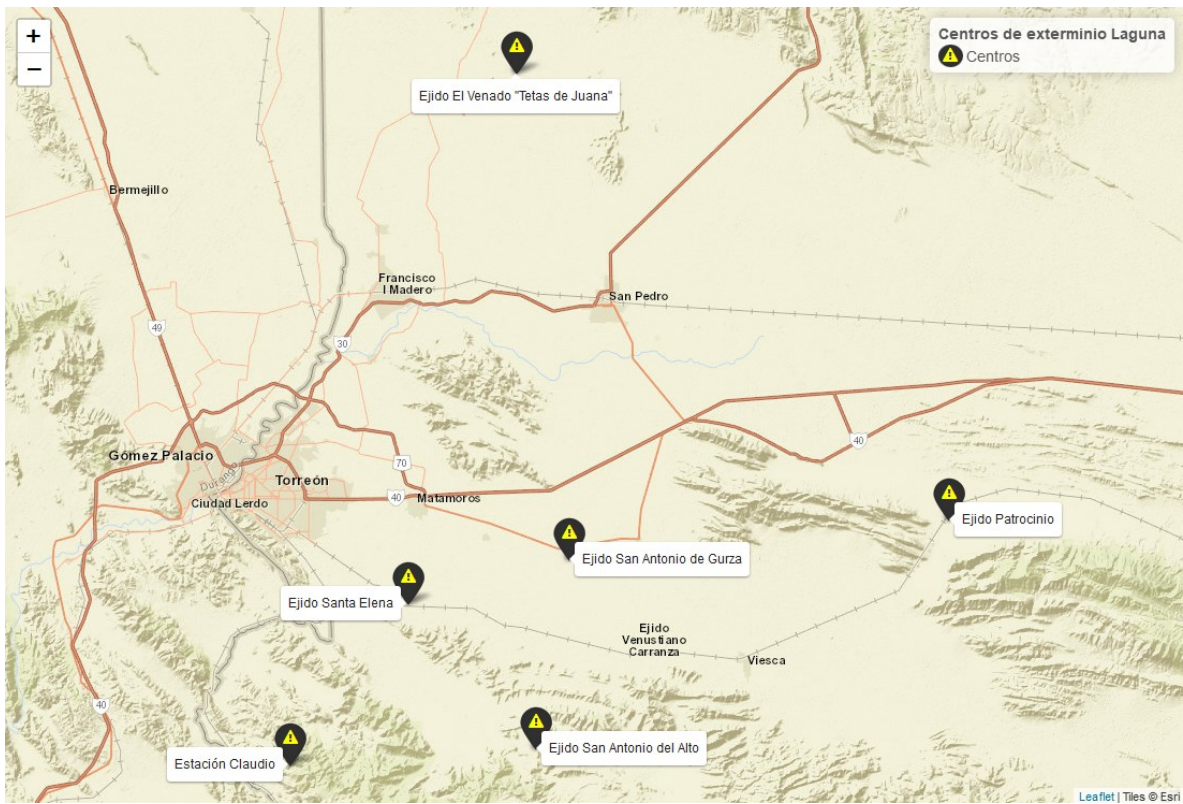 +
−
Centros de exterminio Laguna
Centros
Ejido El Venado "Tetas de Juana"
Bermejillo
Francisco
I Madero
San Pedro
49
30
40
Gómez Palacio
Durango
Torreón
70
40
Matamoros
Ciudad Lerdo
Ejido Patrocinio
Ejido San Antonio de Gurza
Ejido Santa Elena
Ejido
Venustiano
Carranza
Viesca
40
Ejido San Antonio del Alto
Estación Claudio
Leaflet | Tiles © Esri